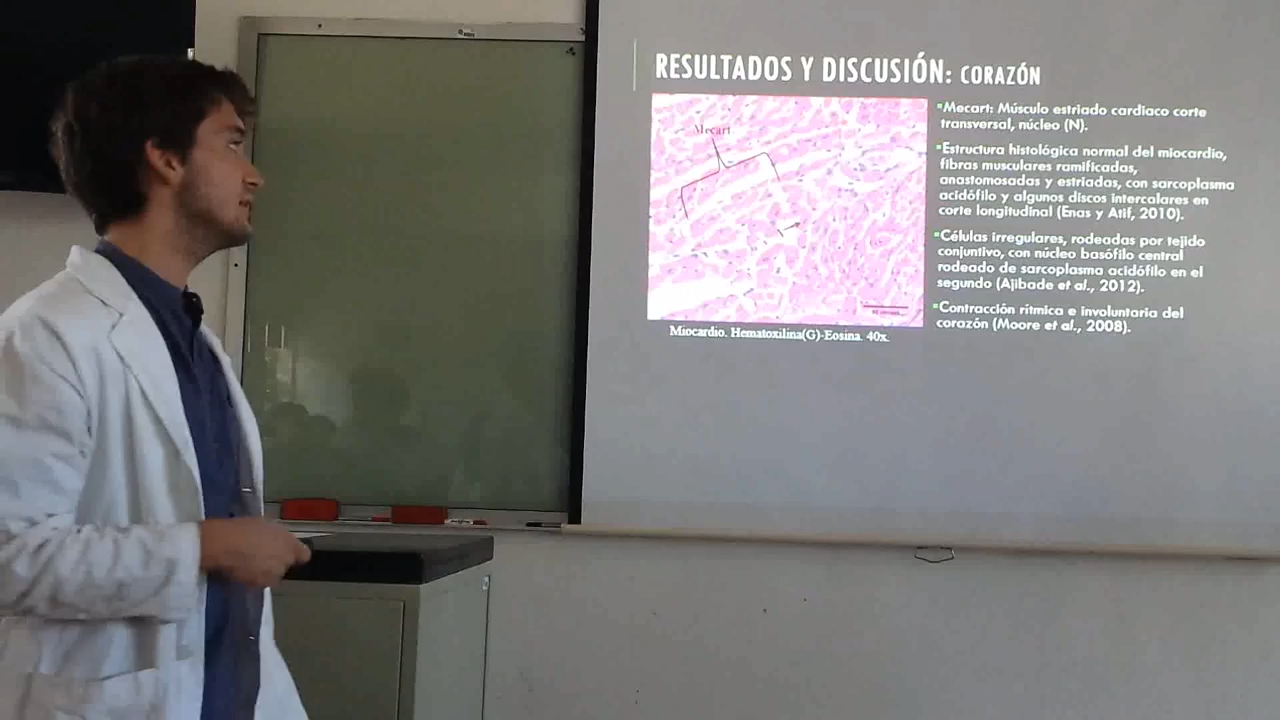 RESULTADOS Y DISCUSIÓN: CORAZÓN
Mecart
Miocardio. Hematoxilina(G)-Eosina. 40x.
Mecart: Músculo estriado cardiaco corte
transversal, núcleo (N).
Estructura histológica normal del miocardio,
fibras musculares ramificadas,
anastomosadas y estriadas, con sarcoplasma
acidófilo y algunos discos intercalares en
corte longitudinal (Enas y Atif, 2010).
Células irregulares, rodeadas por tejido
conjuntivo, con núcleo basófilo central
rodeado de sarcoplasma acidófilo en el
segundo (Ajibade et al., 2012).
Contracción rítmica e involuntaria del
corazón (Moore et al., 2008).